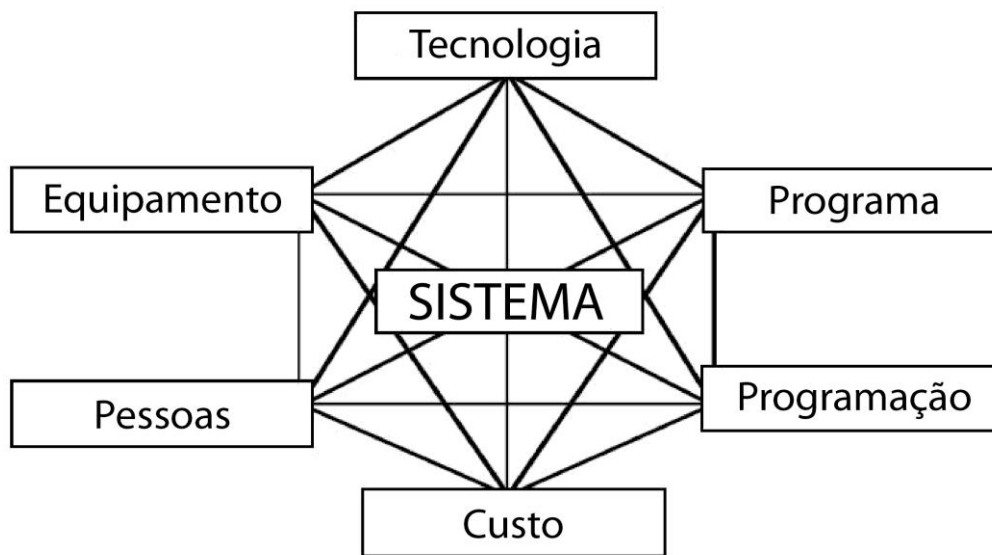 Tecnologia
Equipamento
Programa
SISTEMA
Pessoas
Programação
Custo